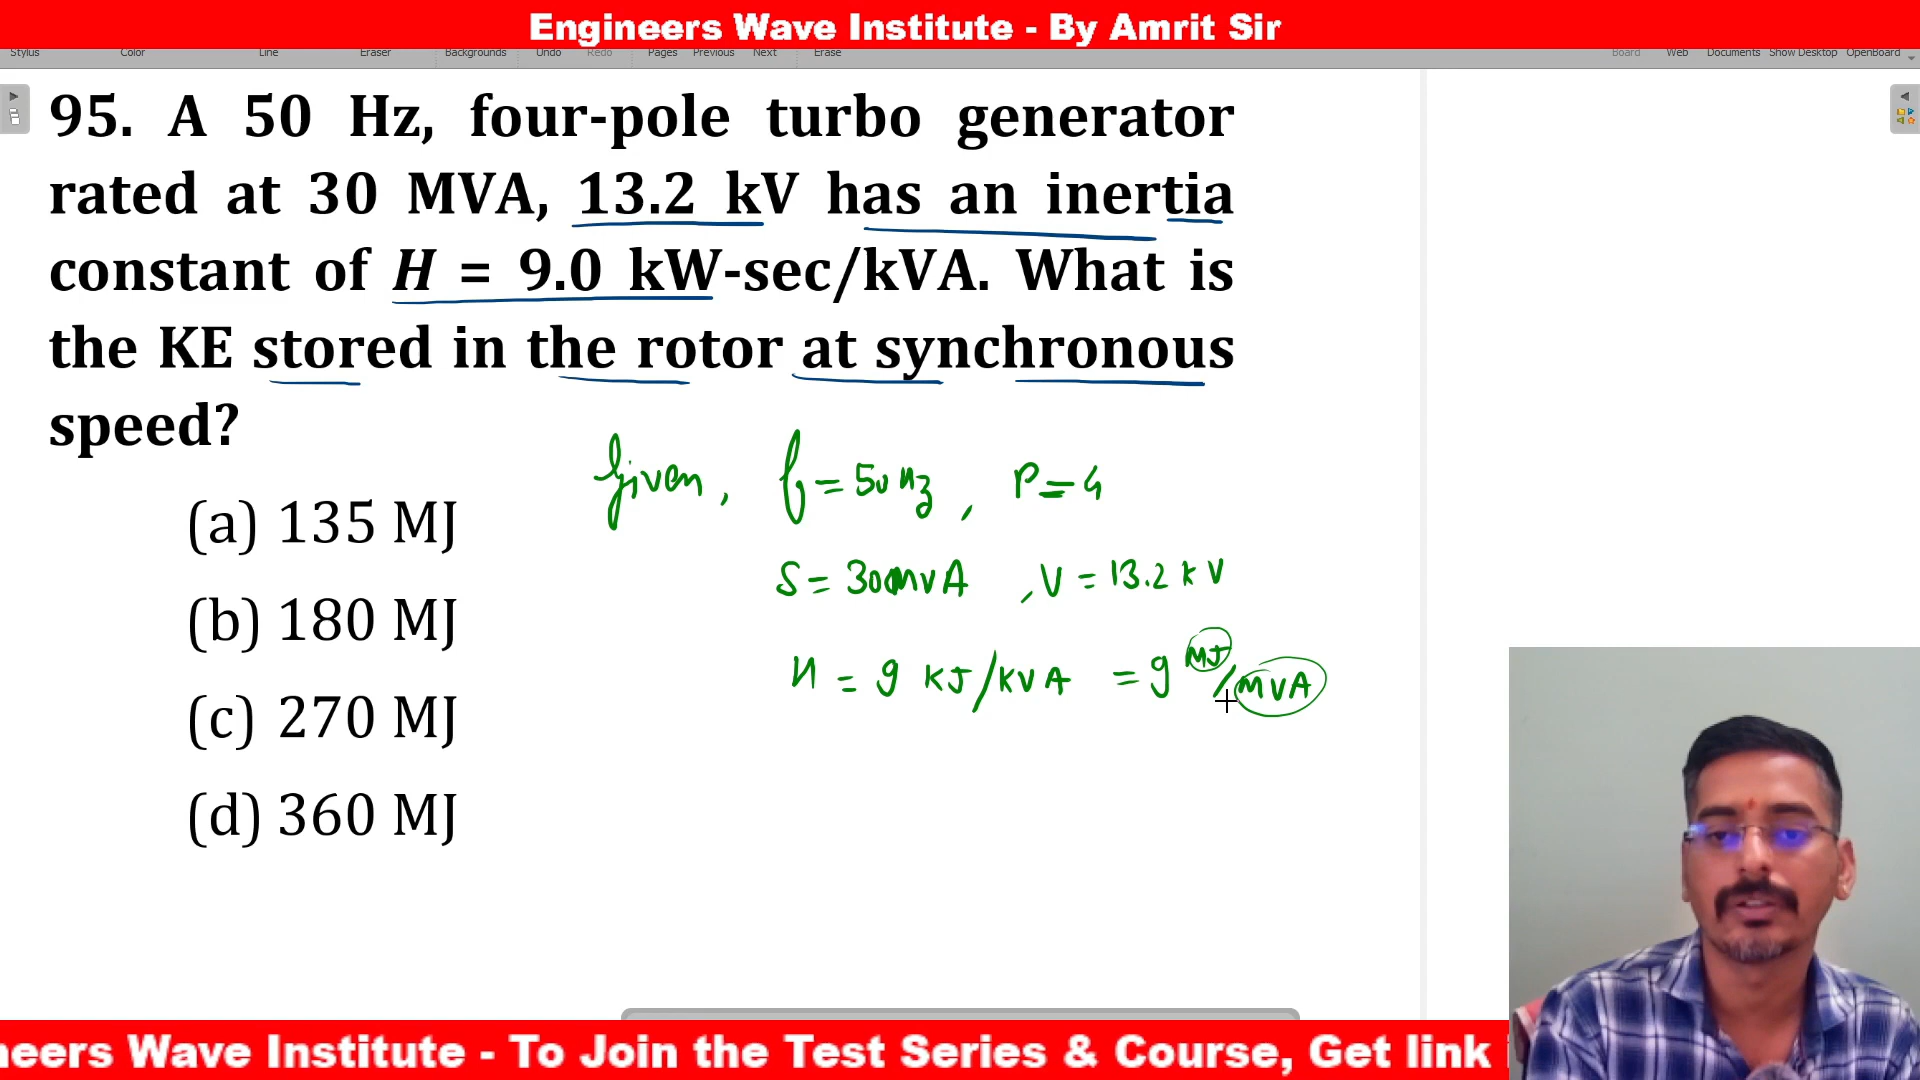 Engineers Wave Institute - By Amrit Sir
Stylus Color Line Eraser Backgrounds Undo Redo Pages Previous Next Erase Board Web Documents Show Desktop OpenBoard
95. A 50 Hz, four-pole turbo generator
rated at 30 MVA, 13.2 kV has an inertia
constant of H = 9.0 kW-sec/kVA. What is
the KE stored in the rotor at synchronous
speed?
Given, f = 50 Hz, P = 4
(a) 135 MJ
S = 30 MVA , V = 13.2 kV
(b) 180 MJ
H = 9 KJ/KVA = 9 MJ/MVA
(c) 270 MJ
(d) 360 MJ
neers Wave Institute - To Join the Test Series & Course, Get link